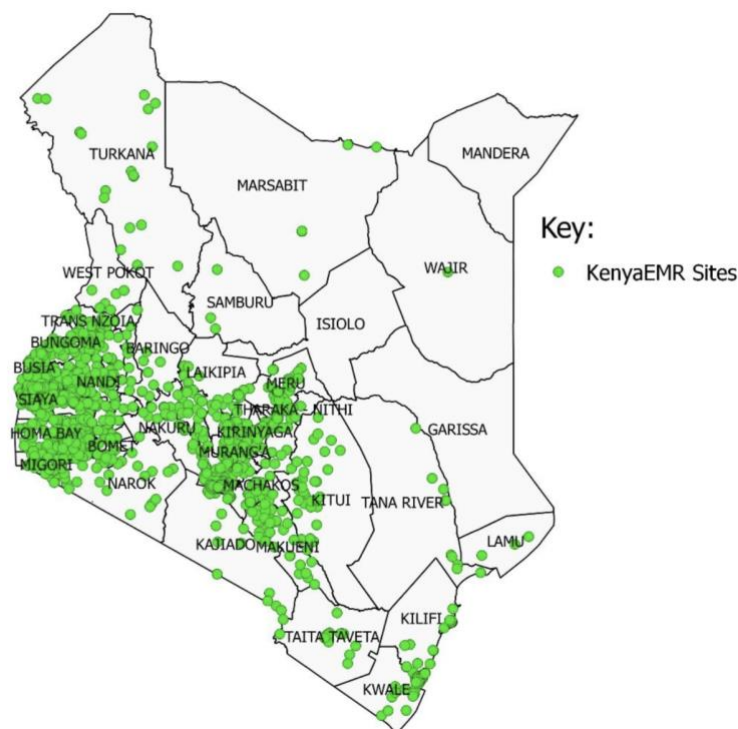 MANDERA
TURKANA
MARSABIT
Key:
WAJIR
KenyaEMR Sites
WEST POKOT
SAMBURU
ISIOLO
TRANS NZOIA
BUNGOMA
BARINGO
BUSIA
LAIKIPIA
NANDI
MERU
SIAYA
THARAKA - NITHI
HOMA BAY
NAKURU
KIRINYAGA
GARISSA
BOMET
MURANGA
MIGORI
NAROK
MACHAKOS
KITUI
TANA RIVER
KAJIADO
MAKUENI
LAMU
KILIFI
TAITA TAVETA
KWALE